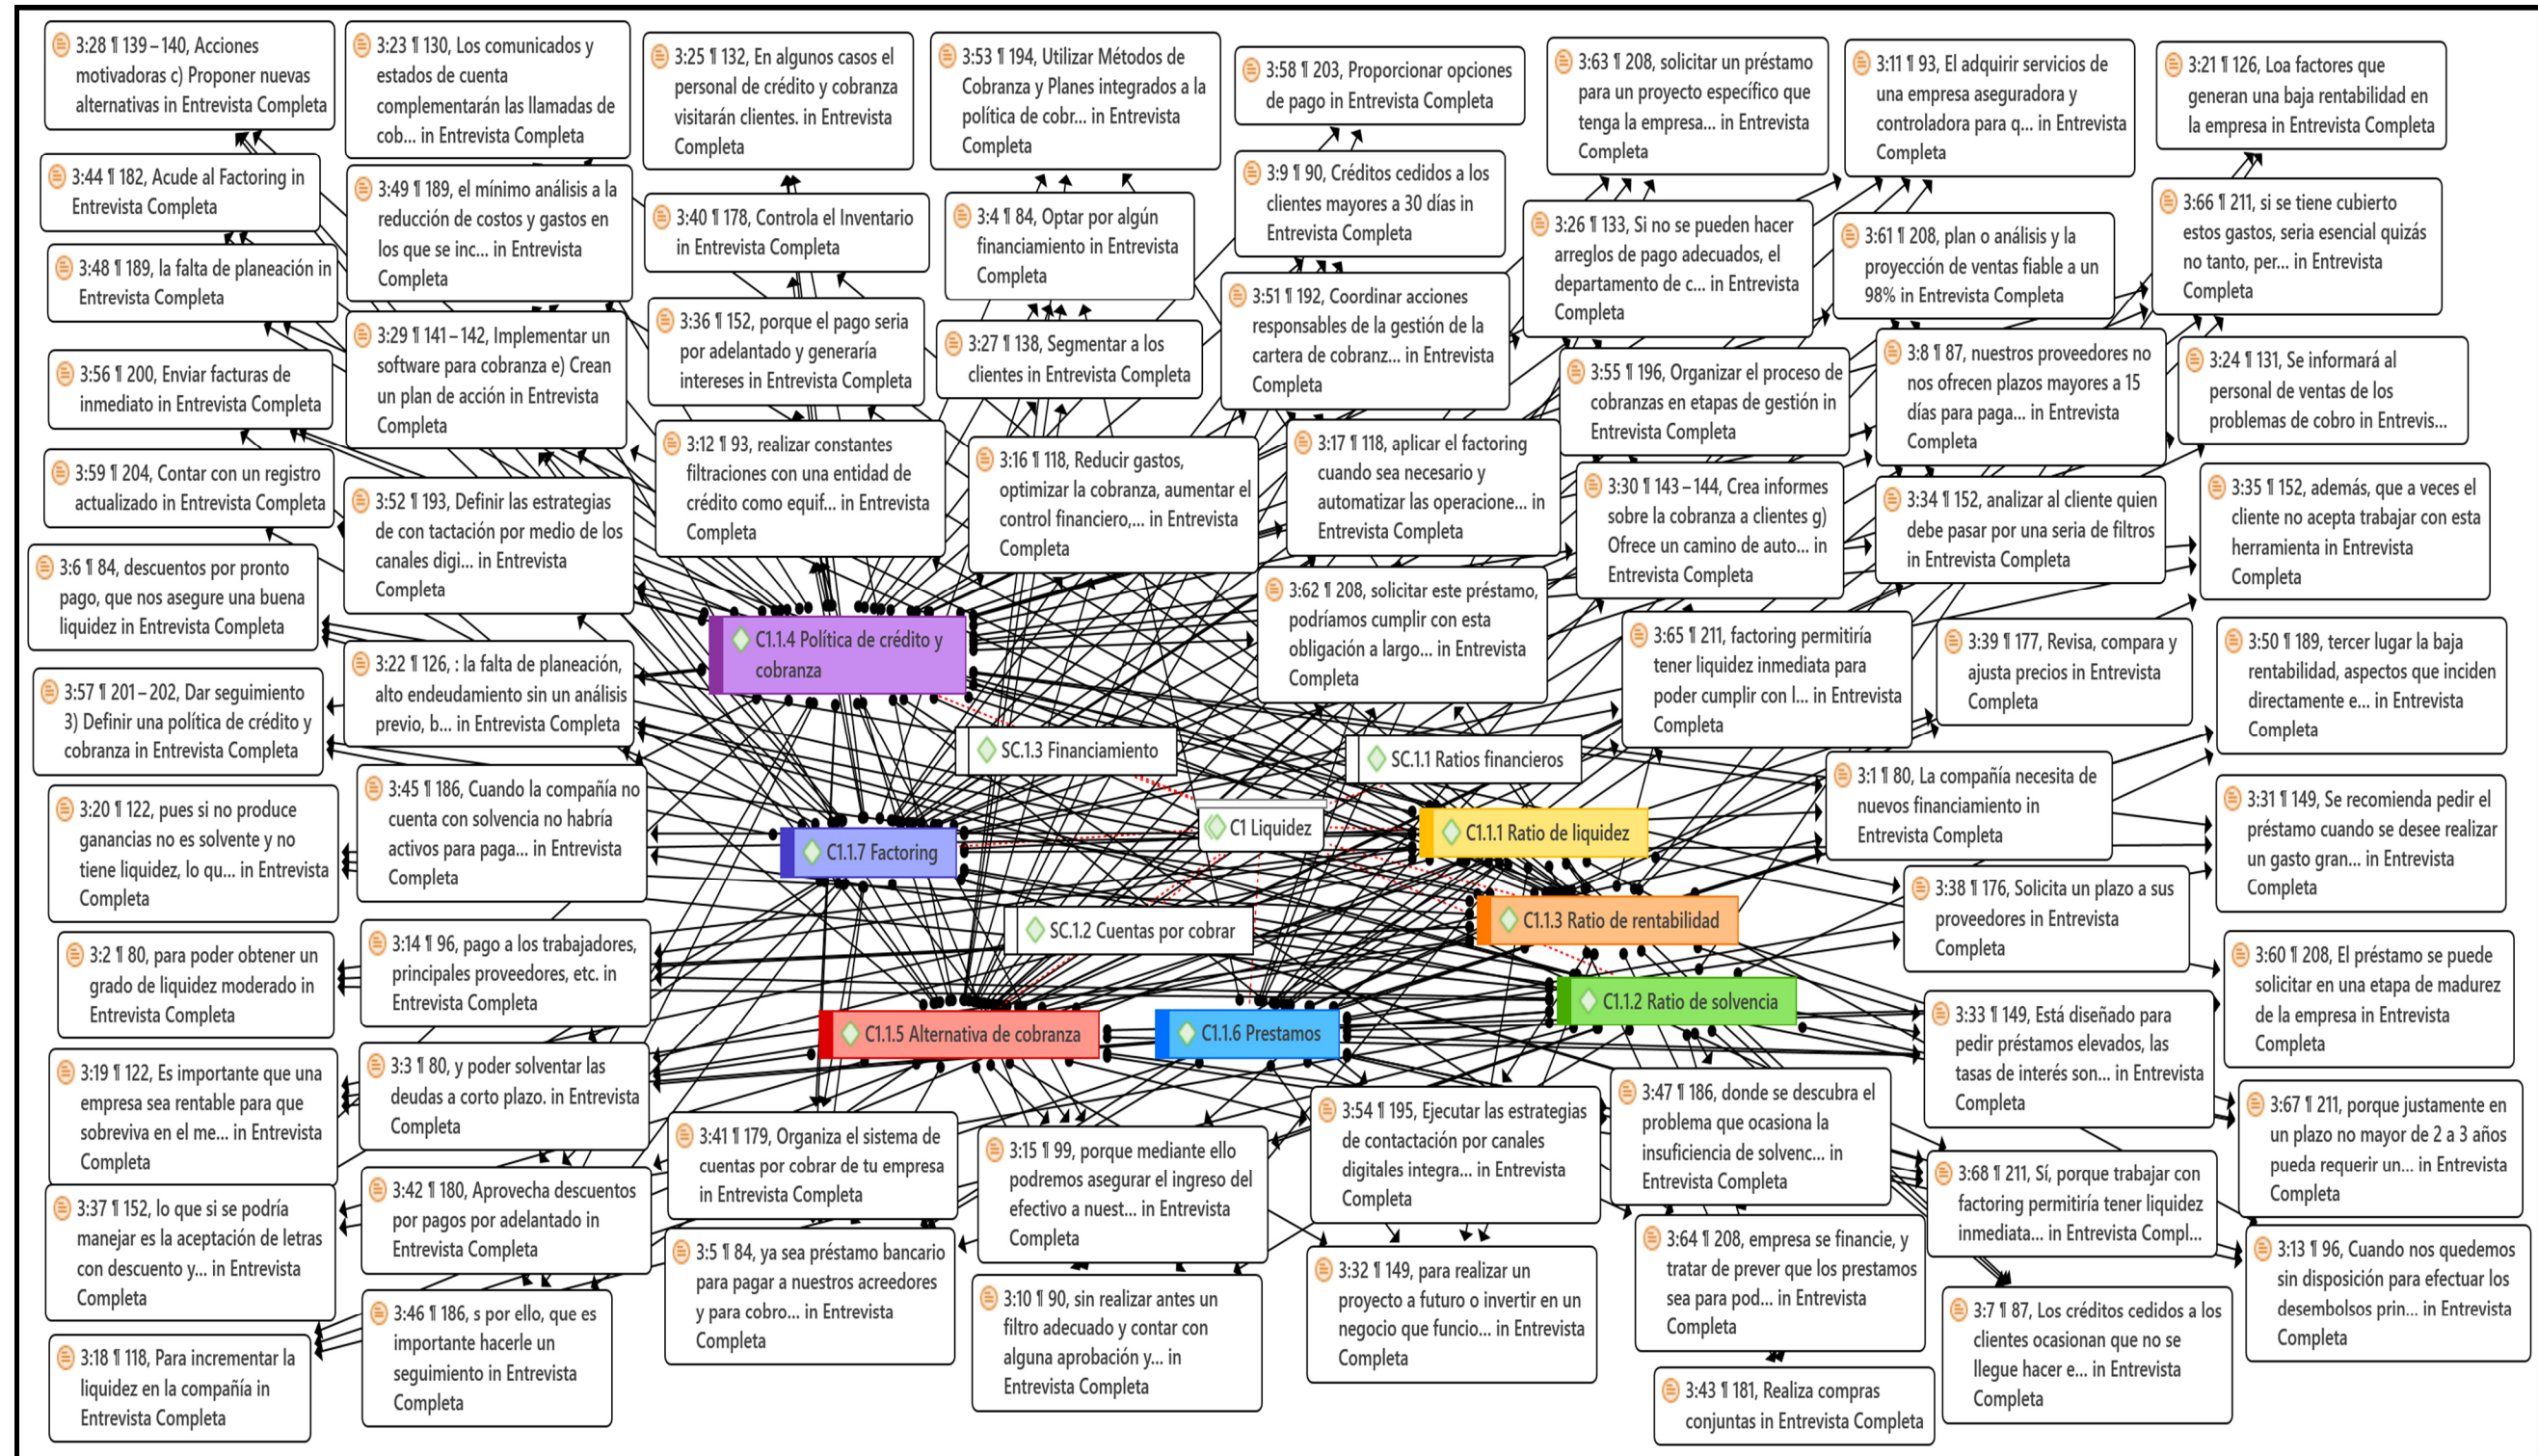 3:28 ¶ 139 – 140, Acciones
motivadoras c) Proponer nuevas
alternativas in Entrevista Completa
3:23 ¶ 130, Los comunicados y
estados de cuenta
complementarán las llamadas de
cob... in Entrevista Completa
3:25 ¶ 132, En algunos casos el
personal de crédito y cobranza
visitarán clientes. in Entrevista
Completa
3:53 ¶ 194, Utilizar Métodos de
Cobranza y Planes integrados a la
política de cobr... in Entrevista
Completa
3:58 ¶ 203, Proporcionar opciones
de pago in Entrevista Completa
3:63 ¶ 208, solicitar un préstamo
para un proyecto específico que
tenga la empresa... in Entrevista
Completa
3:11 ¶ 93, El adquirir servicios de
una empresa aseguradora y
controladora para q... in Entrevista
Completa
3:21 ¶ 126, Loa factores que
generan una baja rentabilidad en
la empresa in Entrevista Completa
3:44 ¶ 182, Acude al Factoring in
Entrevista Completa
3:49 ¶ 189, el mínimo análisis a la
reducción de costos y gastos en
los que se inc... in Entrevista
Completa
3:40 ¶ 178, Controla el Inventario
in Entrevista Completa
3:4 ¶ 84, Optar por algún
financiamiento in Entrevista
Completa
3:9 ¶ 90, Créditos cedidos a los
clientes mayores a 30 días in
Entrevista Completa
3:26 ¶ 133, Si no se pueden hacer
arreglos de pago adecuados, el
departamento de c... in Entrevista
Completa
3:61 ¶ 208, plan o análisis y la
proyección de ventas fiable a un
98% in Entrevista Completa
3:66 ¶ 211, si se tiene cubierto
estos gastos, seria esencial quizás
no tanto, per... in Entrevista
Completa
3:48 ¶ 189, la falta de planeación in
Entrevista Completa
3:29 ¶ 141 – 142, Implementar un
software para cobranza e) Crean
un plan de acción in Entrevista
Completa
3:36 ¶ 152, porque el pago seria
por adelantado y generaría
intereses in Entrevista Completa
3:27 ¶ 138, Segmentar a los
clientes in Entrevista Completa
3:51 ¶ 192, Coordinar acciones
responsables de la gestión de la
cartera de cobranz... in Entrevista
Completa
3:55 ¶ 196, Organizar el proceso de
cobranzas en etapas de gestión in
Entrevista Completa
3:8 ¶ 87, nuestros proveedores no
nos ofrecen plazos mayores a 15
días para paga... in Entrevista
Completa
3:24 ¶ 131, Se informará al
personal de ventas de los
problemas de cobro in Entrevis...
3:56 ¶ 200, Enviar facturas de
inmediato in Entrevista Completa
3:12 ¶ 93, realizar constantes
filtraciones con una entidad de
crédito como equif... in Entrevista
Completa
3:16 ¶ 118, Reducir gastos,
optimizar la cobranza, aumentar el
control financiero,... in Entrevista
Completa
3:17 ¶ 118, aplicar el factoring
cuando sea necesario y
automatizar las operacione... in
Entrevista Completa
3:30 ¶ 143 – 144, Crea informes
sobre la cobranza a clientes g)
Ofrece un camino de auto... in
Entrevista Completa
3:34 ¶ 152, analizar al cliente quien
debe pasar por una seria de filtros
in Entrevista Completa
3:35 ¶ 152, además, que a veces el
cliente no acepta trabajar con esta
herramienta in Entrevista
Completa
3:59 ¶ 204, Contar con un registro
actualizado in Entrevista Completa
3:52 ¶ 193, Definir las estrategias
de con tactación por medio de los
canales digi... in Entrevista
Completa
3:6 ¶ 84, descuentos por pronto
pago, que nos asegure una buena
liquidez in Entrevista Completa
3:62 ¶ 208, solicitar este préstamo,
podríamos cumplir con esta
obligación a largo... in Entrevista
Completa
3:65 ¶ 211, factoring permitiría
tener liquidez inmediata para
poder cumplir con l... in Entrevista
Completa
3:39 ¶ 177, Revisa, compara y
ajusta precios in Entrevista
Completa
3:50 ¶ 189, tercer lugar la baja
rentabilidad, aspectos que inciden
directamente e... in Entrevista
Completa
C1.1.4 Política de crédito y
cobranza
3:22 ¶ 126, : la falta de planeación,
alto endeudamiento sin un análisis
previo, b... in Entrevista Completa
3:57 ¶ 201 – 202, Dar seguimiento
3) Definir una política de crédito y
cobranza in Entrevista Completa
SC.1.3 Financiamiento
SC.1.1 Ratios financieros
3:45 ¶ 186, Cuando la compañía no
cuenta con solvencia no habría
activos para paga... in Entrevista
Completa
3:1 ¶ 80, La compañía necesita de
nuevos financiamiento in
Entrevista Completa
3:31 ¶ 149, Se recomienda pedir el
préstamo cuando se desee realizar
un gasto gran... in Entrevista
Completa
3:20 ¶ 122, pues si no produce
ganancias no es solvente y no
tiene liquidez, lo qu... in Entrevista
Completa
C1.1.7 Factoring
C1 Liquidez
C1.1.1 Ratio de liquidez
3:38 ¶ 176, Solicita un plazo a sus
proveedores in Entrevista
Completa
C1.1.3 Ratio de rentabilidad
SC.1.2 Cuentas por cobrar
3:2 ¶ 80, para poder obtener un
grado de liquidez moderado in
Entrevista Completa
3:14 ¶ 96, pago a los trabajadores,
principales proveedores, etc. in
Entrevista Completa
3:60 ¶ 208, El préstamo se puede
solicitar en una etapa de madurez
de la empresa in Entrevista
Completa
C1.1.2 Ratio de solvencia
C1.1.5 Alternativa de cobranza
C1.1.6 Prestamos
3:33 ¶ 149, Está diseñado para
pedir préstamos elevados, las
tasas de interés son... in Entrevista
Completa
3:19 ¶ 122, Es importante que una
empresa sea rentable para que
sobreviva en el me... in Entrevista
Completa
3:3 ¶ 80, y poder solventar las
deudas a corto plazo. in Entrevista
Completa
3:41 ¶ 179, Organiza el sistema de
cuentas por cobrar de tu empresa
in Entrevista Completa
3:15 ¶ 99, porque mediante ello
podremos asegurar el ingreso del
efectivo a nuest... in Entrevista
Completa
3:54 ¶ 195, Ejecutar las estrategias
de contactación por canales
digitales integra... in Entrevista
Completa
3:47 ¶ 186, donde se descubra el
problema que ocasiona la
insuficiencia de solvenc... in
Entrevista Completa
3:67 ¶ 211, porque justamente en
un plazo no mayor de 2 a 3 años
pueda requerir un... in Entrevista
Completa
3:68 ¶ 211, Sí, porque trabajar con
factoring permitiría tener liquidez
inmediata... in Entrevista Compl...
3:37 ¶ 152, lo que si se podría
manejar es la aceptación de letras
con descuento y... in Entrevista
Completa
3:42 ¶ 180, Aprovecha descuentos
por pagos por adelantado in
Entrevista Completa
3:5 ¶ 84, ya sea préstamo bancario
para pagar a nuestros acreedores
y para cobro... in Entrevista
Completa
3:10 ¶ 90, sin realizar antes un
filtro adecuado y contar con
alguna aprobación y... in
Entrevista Completa
3:32 ¶ 149, para realizar un
proyecto a futuro o invertir en un
negocio que funcio... in Entrevista
Completa
3:64 ¶ 208, empresa se financie, y
tratar de prever que los prestamos
sea para pod... in Entrevista
Completa
3:13 ¶ 96, Cuando nos quedemos
sin disposición para efectuar los
desembolsos prin... in Entrevista
Completa
3:46 ¶ 186, s por ello, que es
importante hacerle un
seguimiento in Entrevista
Completa
3:7 ¶ 87, Los créditos cedidos a los
clientes ocasionan que no se
llegue hacer e... in Entrevista
Completa
3:18 ¶ 118, Para incrementar la
liquidez en la compañía in
Entrevista Completa
3:43 ¶ 181, Realiza compras
conjuntas in Entrevista Completa